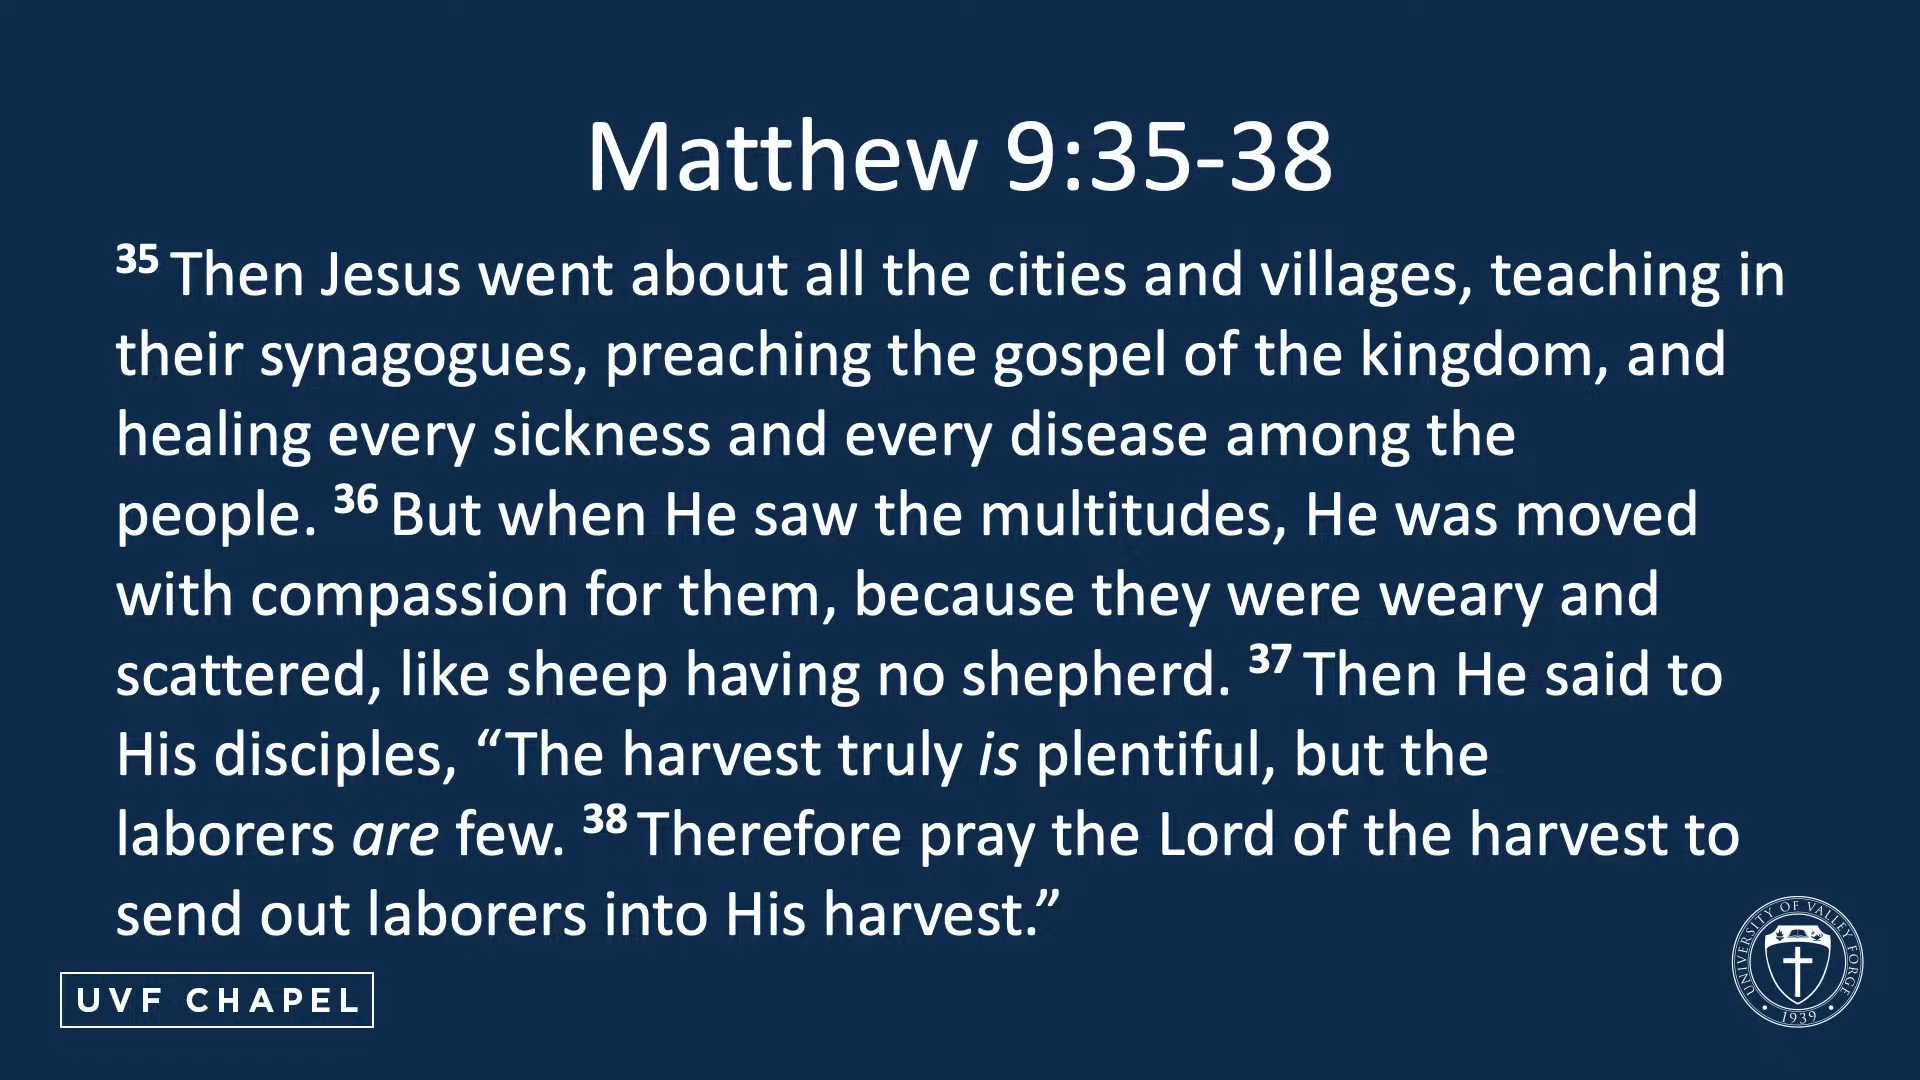 Matthew 9:35-38
35 Then Jesus went about all the cities and villages, teaching in
their synagogues, preaching the gospel of the kingdom, and
healing every sickness and every disease among the
people. 36 But when He saw the multitudes, He was moved
with compassion for them, because they were weary and
scattered, like sheep having no shepherd. 37 Then He said to
His disciples, “The harvest truly is plentiful, but the
laborers are few. 38 Therefore pray the Lord of the harvest to
send out laborers into His harvest.”
UVF CHAPEL
UNIVERSITY OF VALLEY FORGE
1939